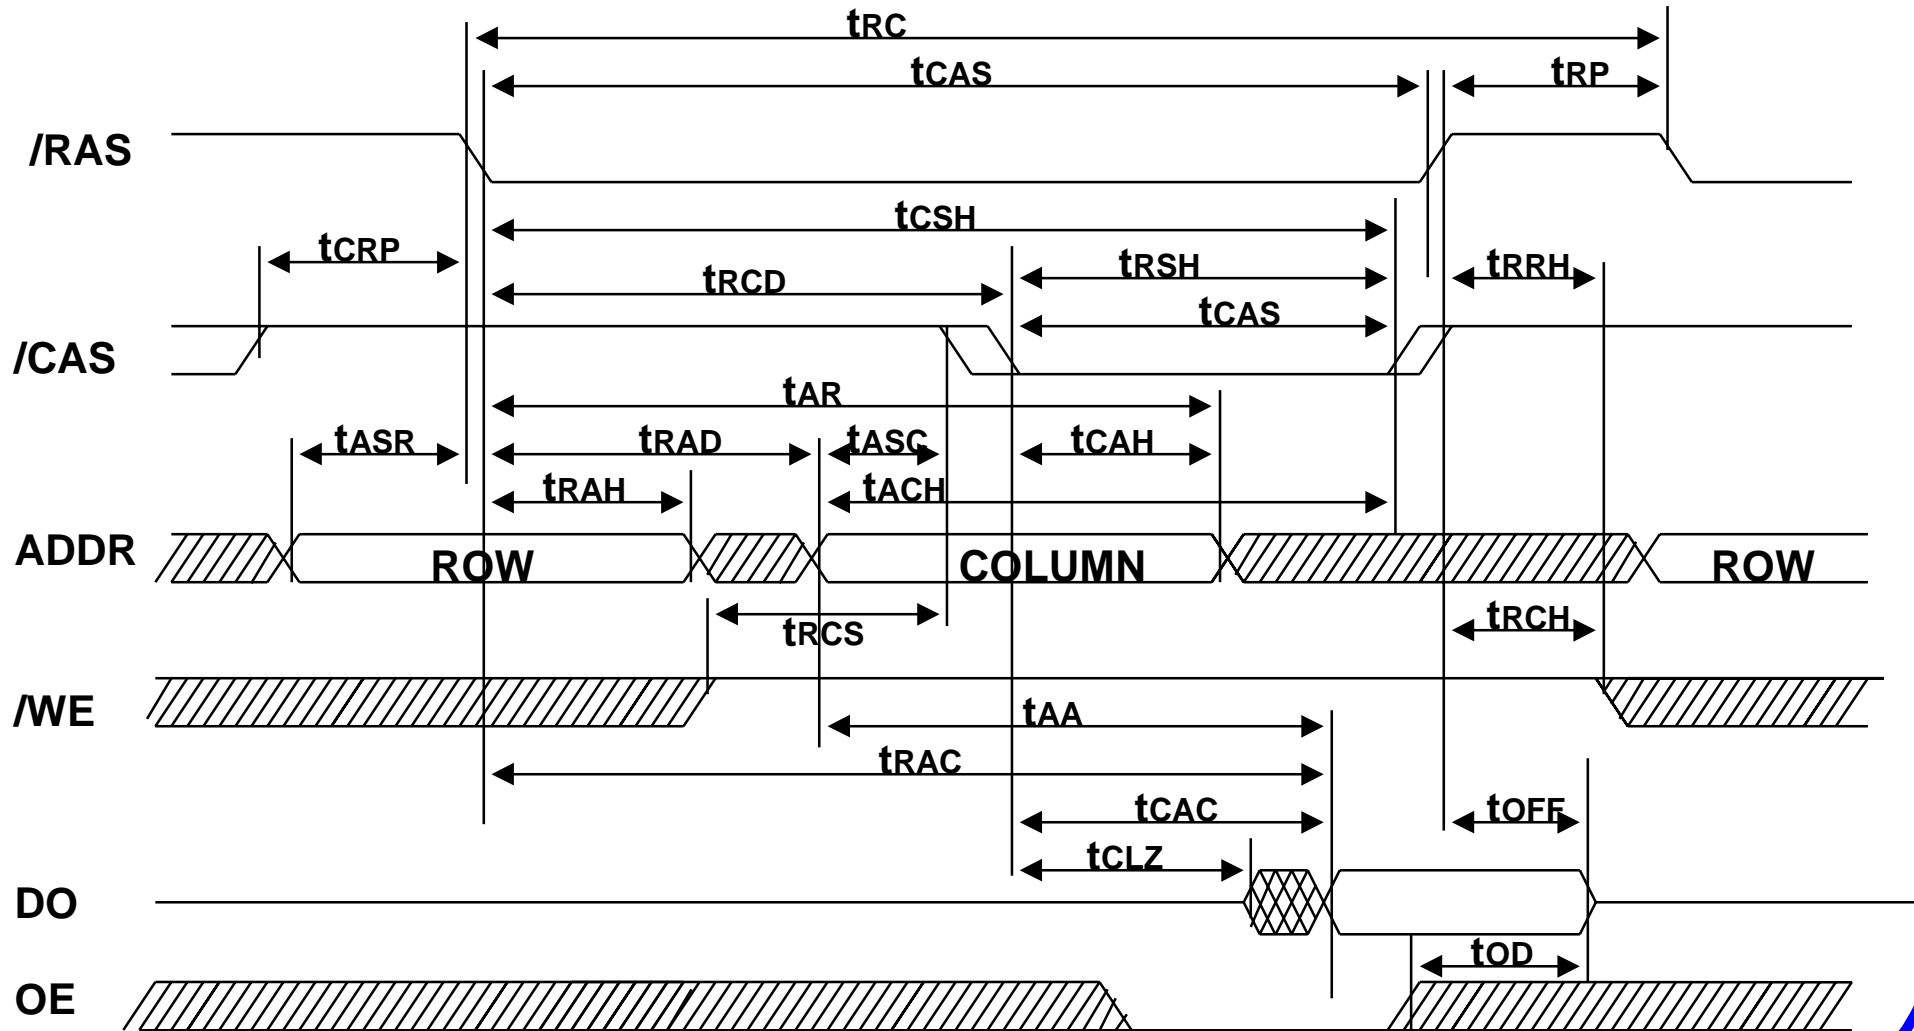 tRC
tCAS
tRP
/RAS
tCSH
tCRP
tRSH
tRRH
tRCD
tCAS
/CAS
tAR
tASR
tRAD
tASC
tCAH
tRAH
tACH
ADDR
ROW
COLUMN
ROW
tRCS
tRCH
/WE
tAA
tRAC
tCAC
tOFF
tCLZ
DO
tOD
OE